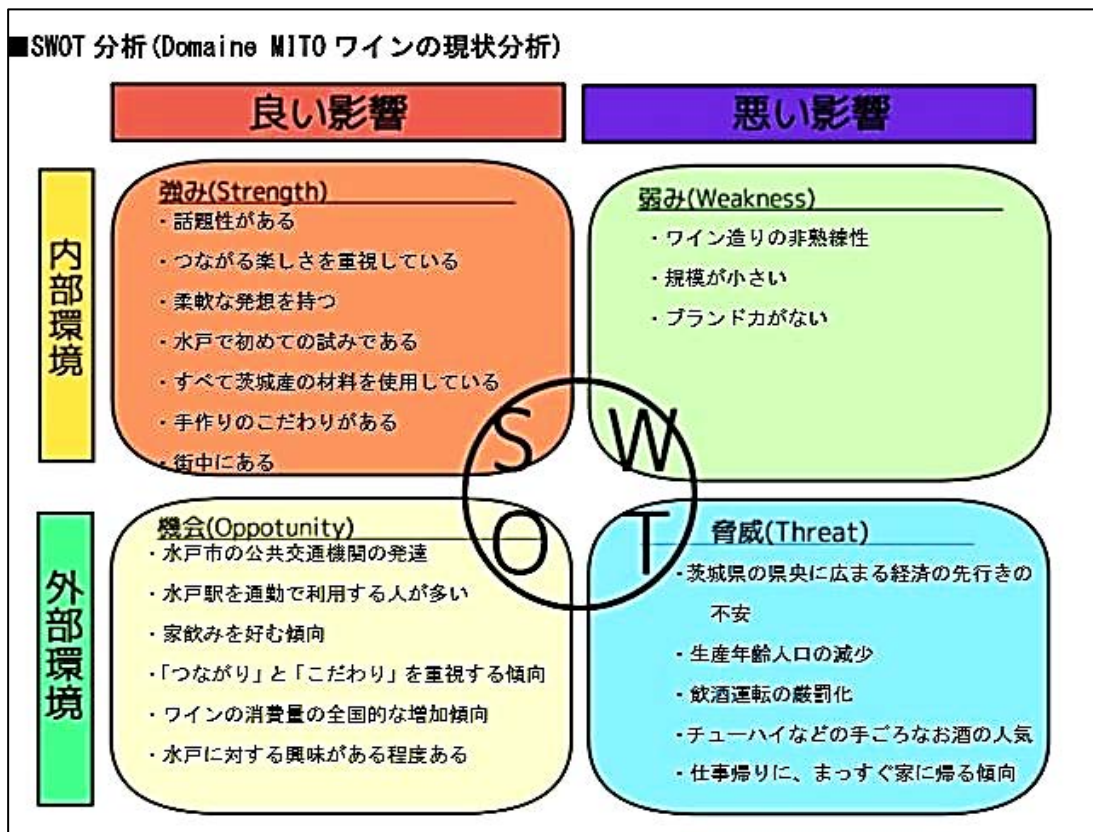 ■SWOT 分析(Domaine MITO ワインの現状分析)
良い影響
悪い影響
内部環境
強み(Strength)
・話題性がある
・つながる楽しさを重視している
・柔軟な発想を持つ
・水戸で初めての試みである
・すべて茨城産の材料を使用している
・手作りのこだわりがある
・街中にある
弱み(Weakness)
・ワイン造りの非熟練性
・規模が小さい
・ブランド力がない
S
W
O
T
外部環境
機会(Oppotunity)
・水戸市の公共交通機関の発達
・水戸駅を通勤で利用する人が多い
・家飲みを好む傾向
・「つながり」と「こだわり」を重視する傾向
・ワインの消費量の全国的な増加傾向
・水戸に対する興味がある程度ある
脅威(Threat)
・茨城県の県央に広まる経済の先行きの
不安
・生産年齢人口の減少
・飲酒運転の厳罰化
・チューハイなどの手ごろなお酒の人気
・仕事帰りに、まっすぐ家に帰る傾向